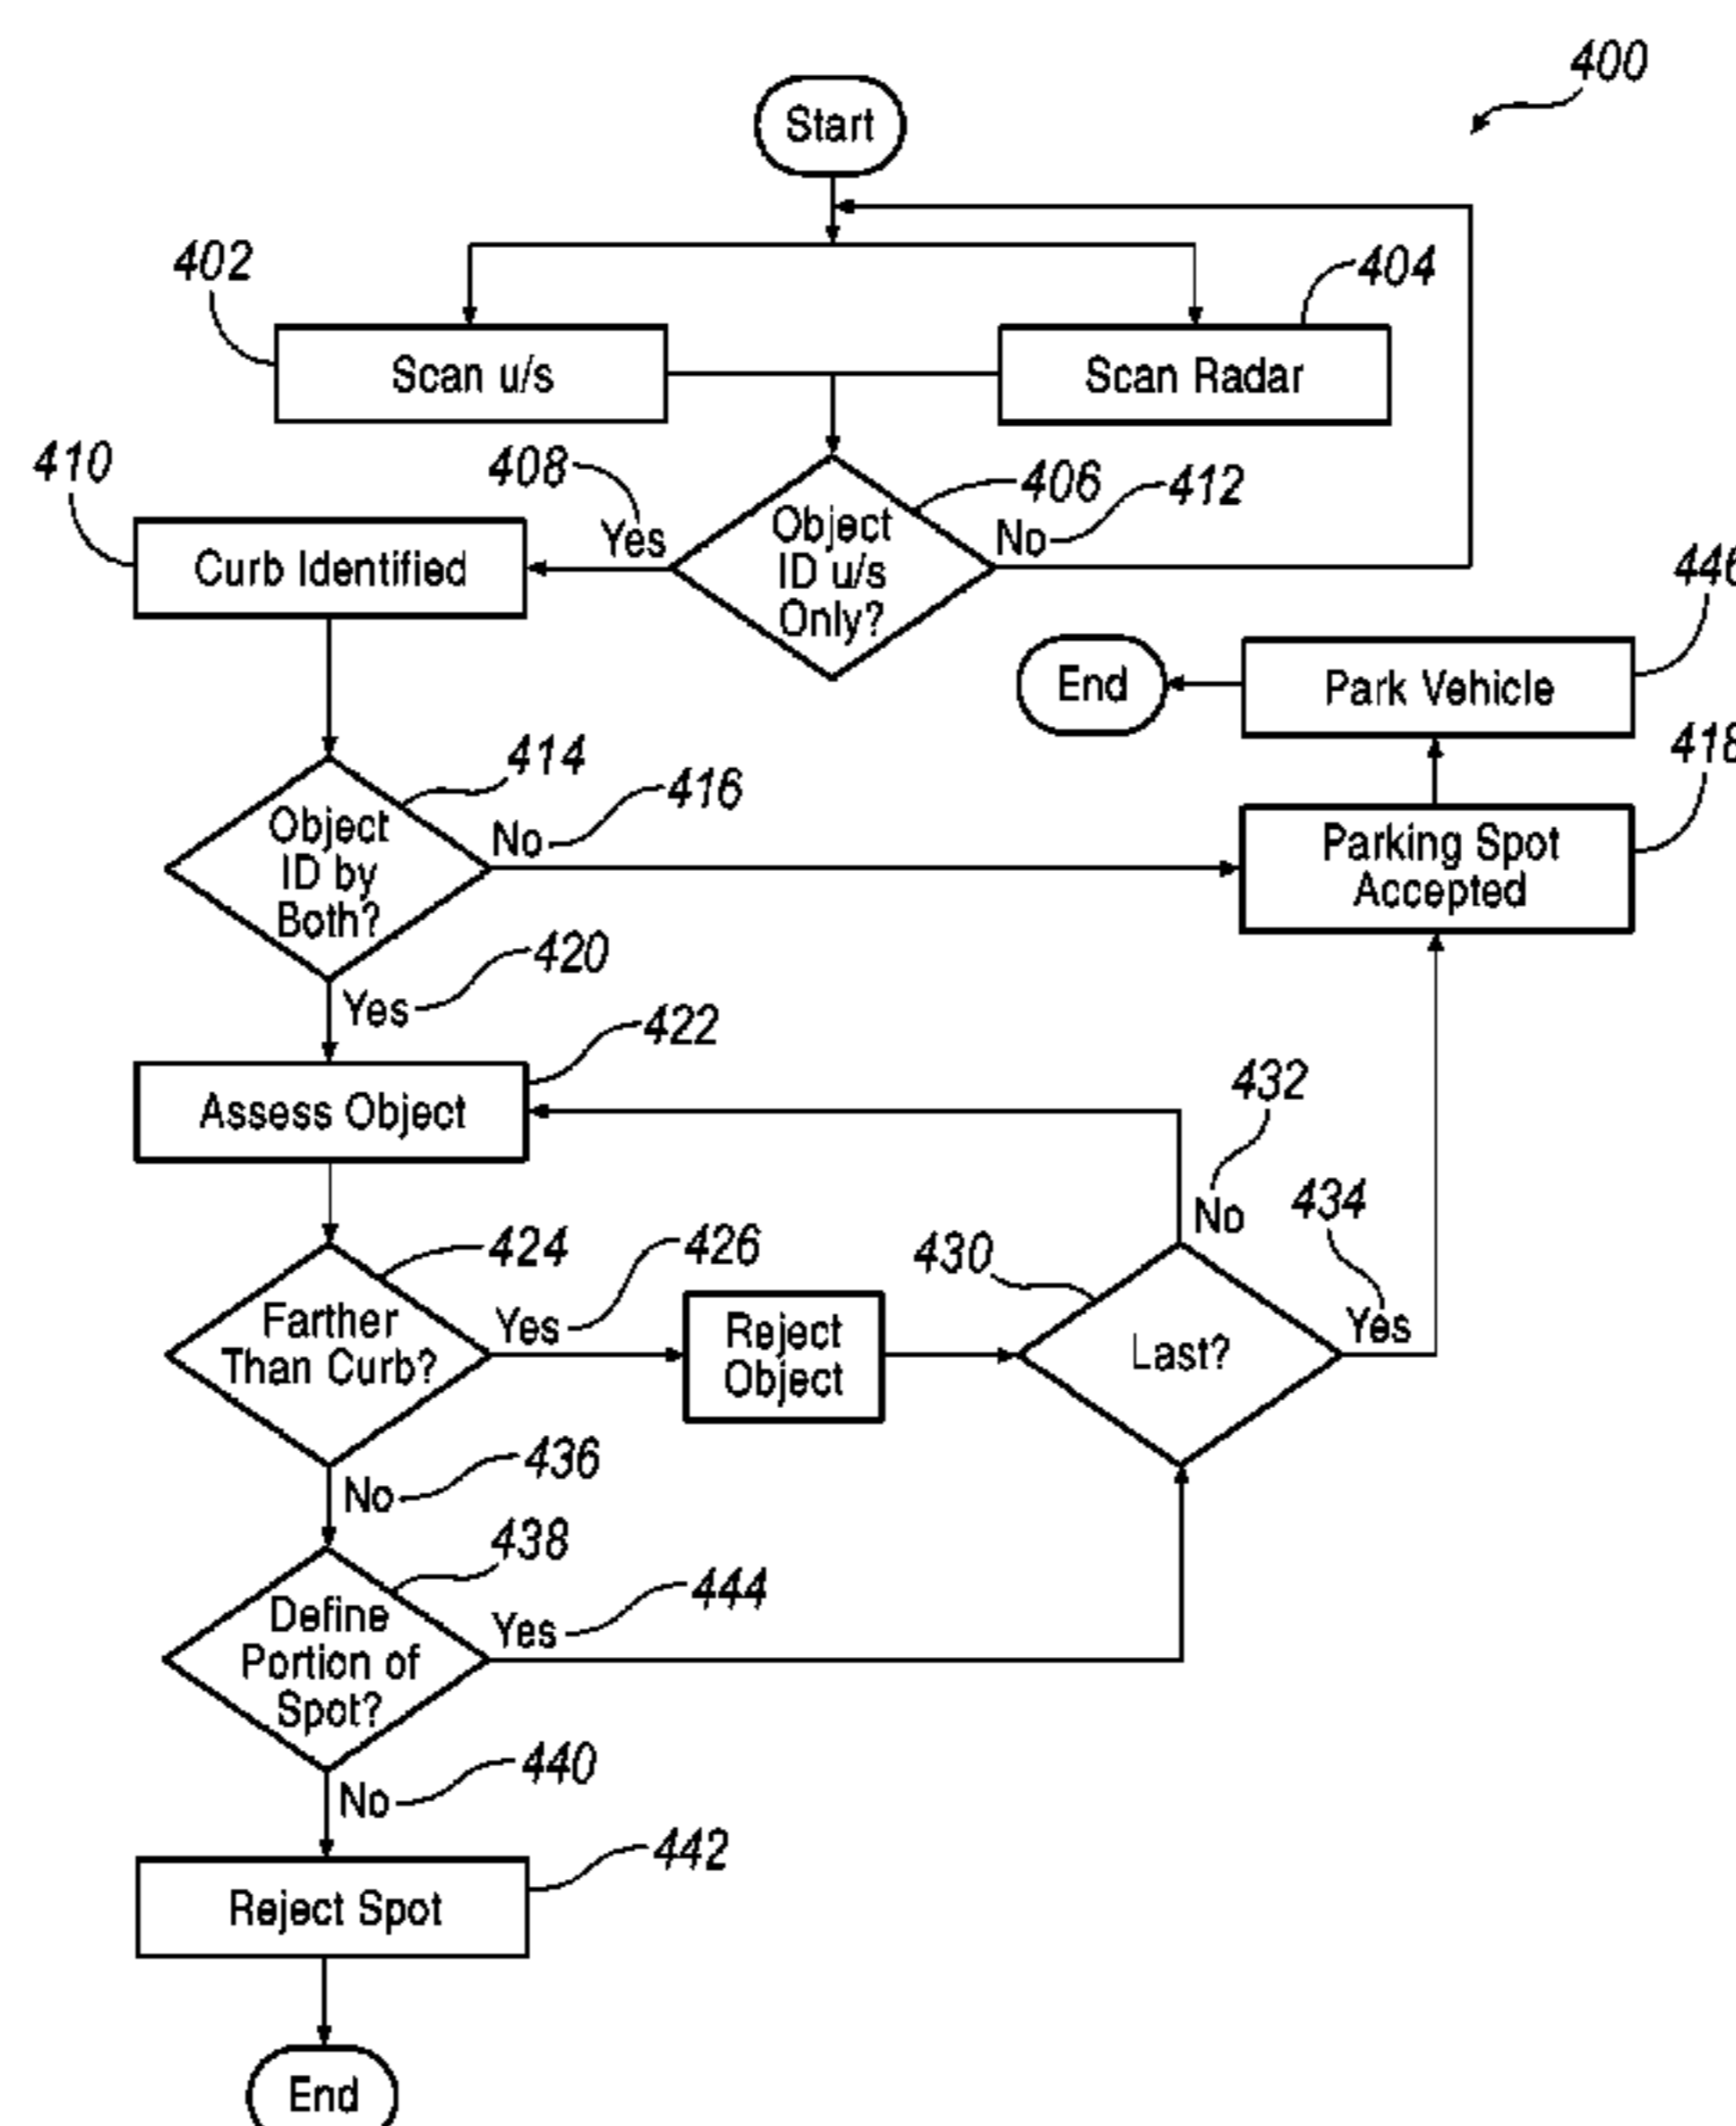 400
Start
402
404
Scan u/s
Scan Radar
410
408
406
412
Yes
Object
ID u/s
Only?
No
Curb Identified
446
End
Park Vehicle
414
416
418
Object
ID by
Both?
No
Parking Spot
Accepted
420
Yes
422
Assess Object
432
No
434
424
426
430
Farther
Than Curb?
Yes
Reject
Object
Last?
Yes
436
No
438
444
Define
Portion of
Spot?
Yes
440
No
442
Reject Spot
End